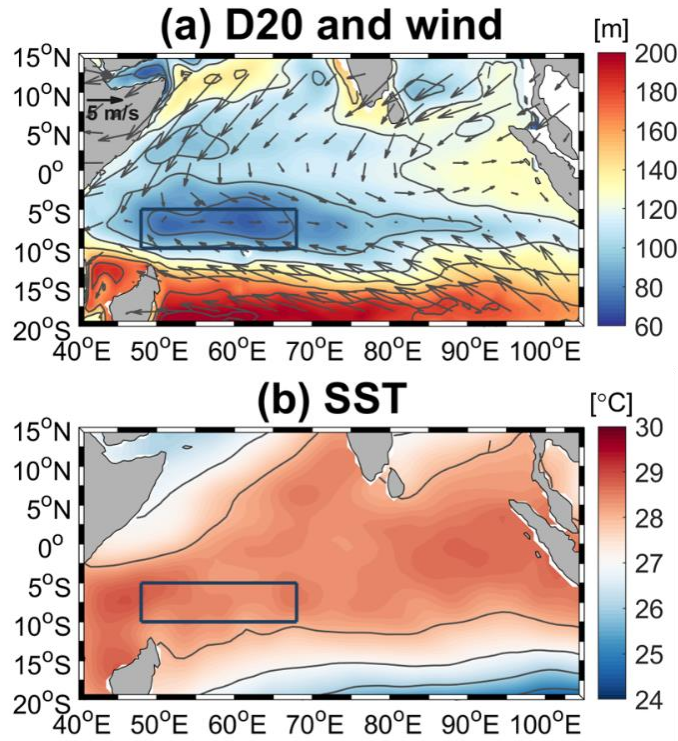 (a) D20 and wind
[m]
15°N
10°N
5°N
0°
5°S
10°S
15°S
20°S
5 m/s
40°E 50°E 60°E 70°E 80°E 90°E 100°E
200
180
160
140
120
100
80
60
(b) SST
[°C]
15°N
10°N
5°N
0°
5°S
10°S
15°S
20°S
40°E 50°E 60°E 70°E 80°E 90°E 100°E
30
29
28
27
26
25
24